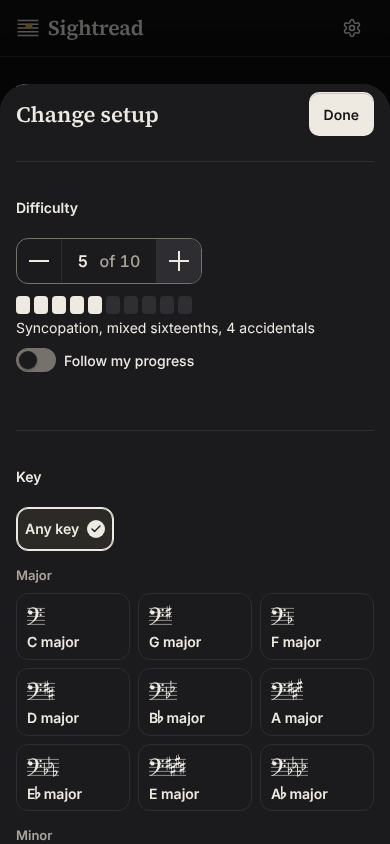 Sightread
Change setup
Done
Difficulty
5 of 10
Syncopation, mixed sixteenths, 4 accidentals
Follow my progress
Key
Any key
Major
C major
G major
F major
D major
B♭ major
A major
E♭ major
E major
A♭ major
Minor